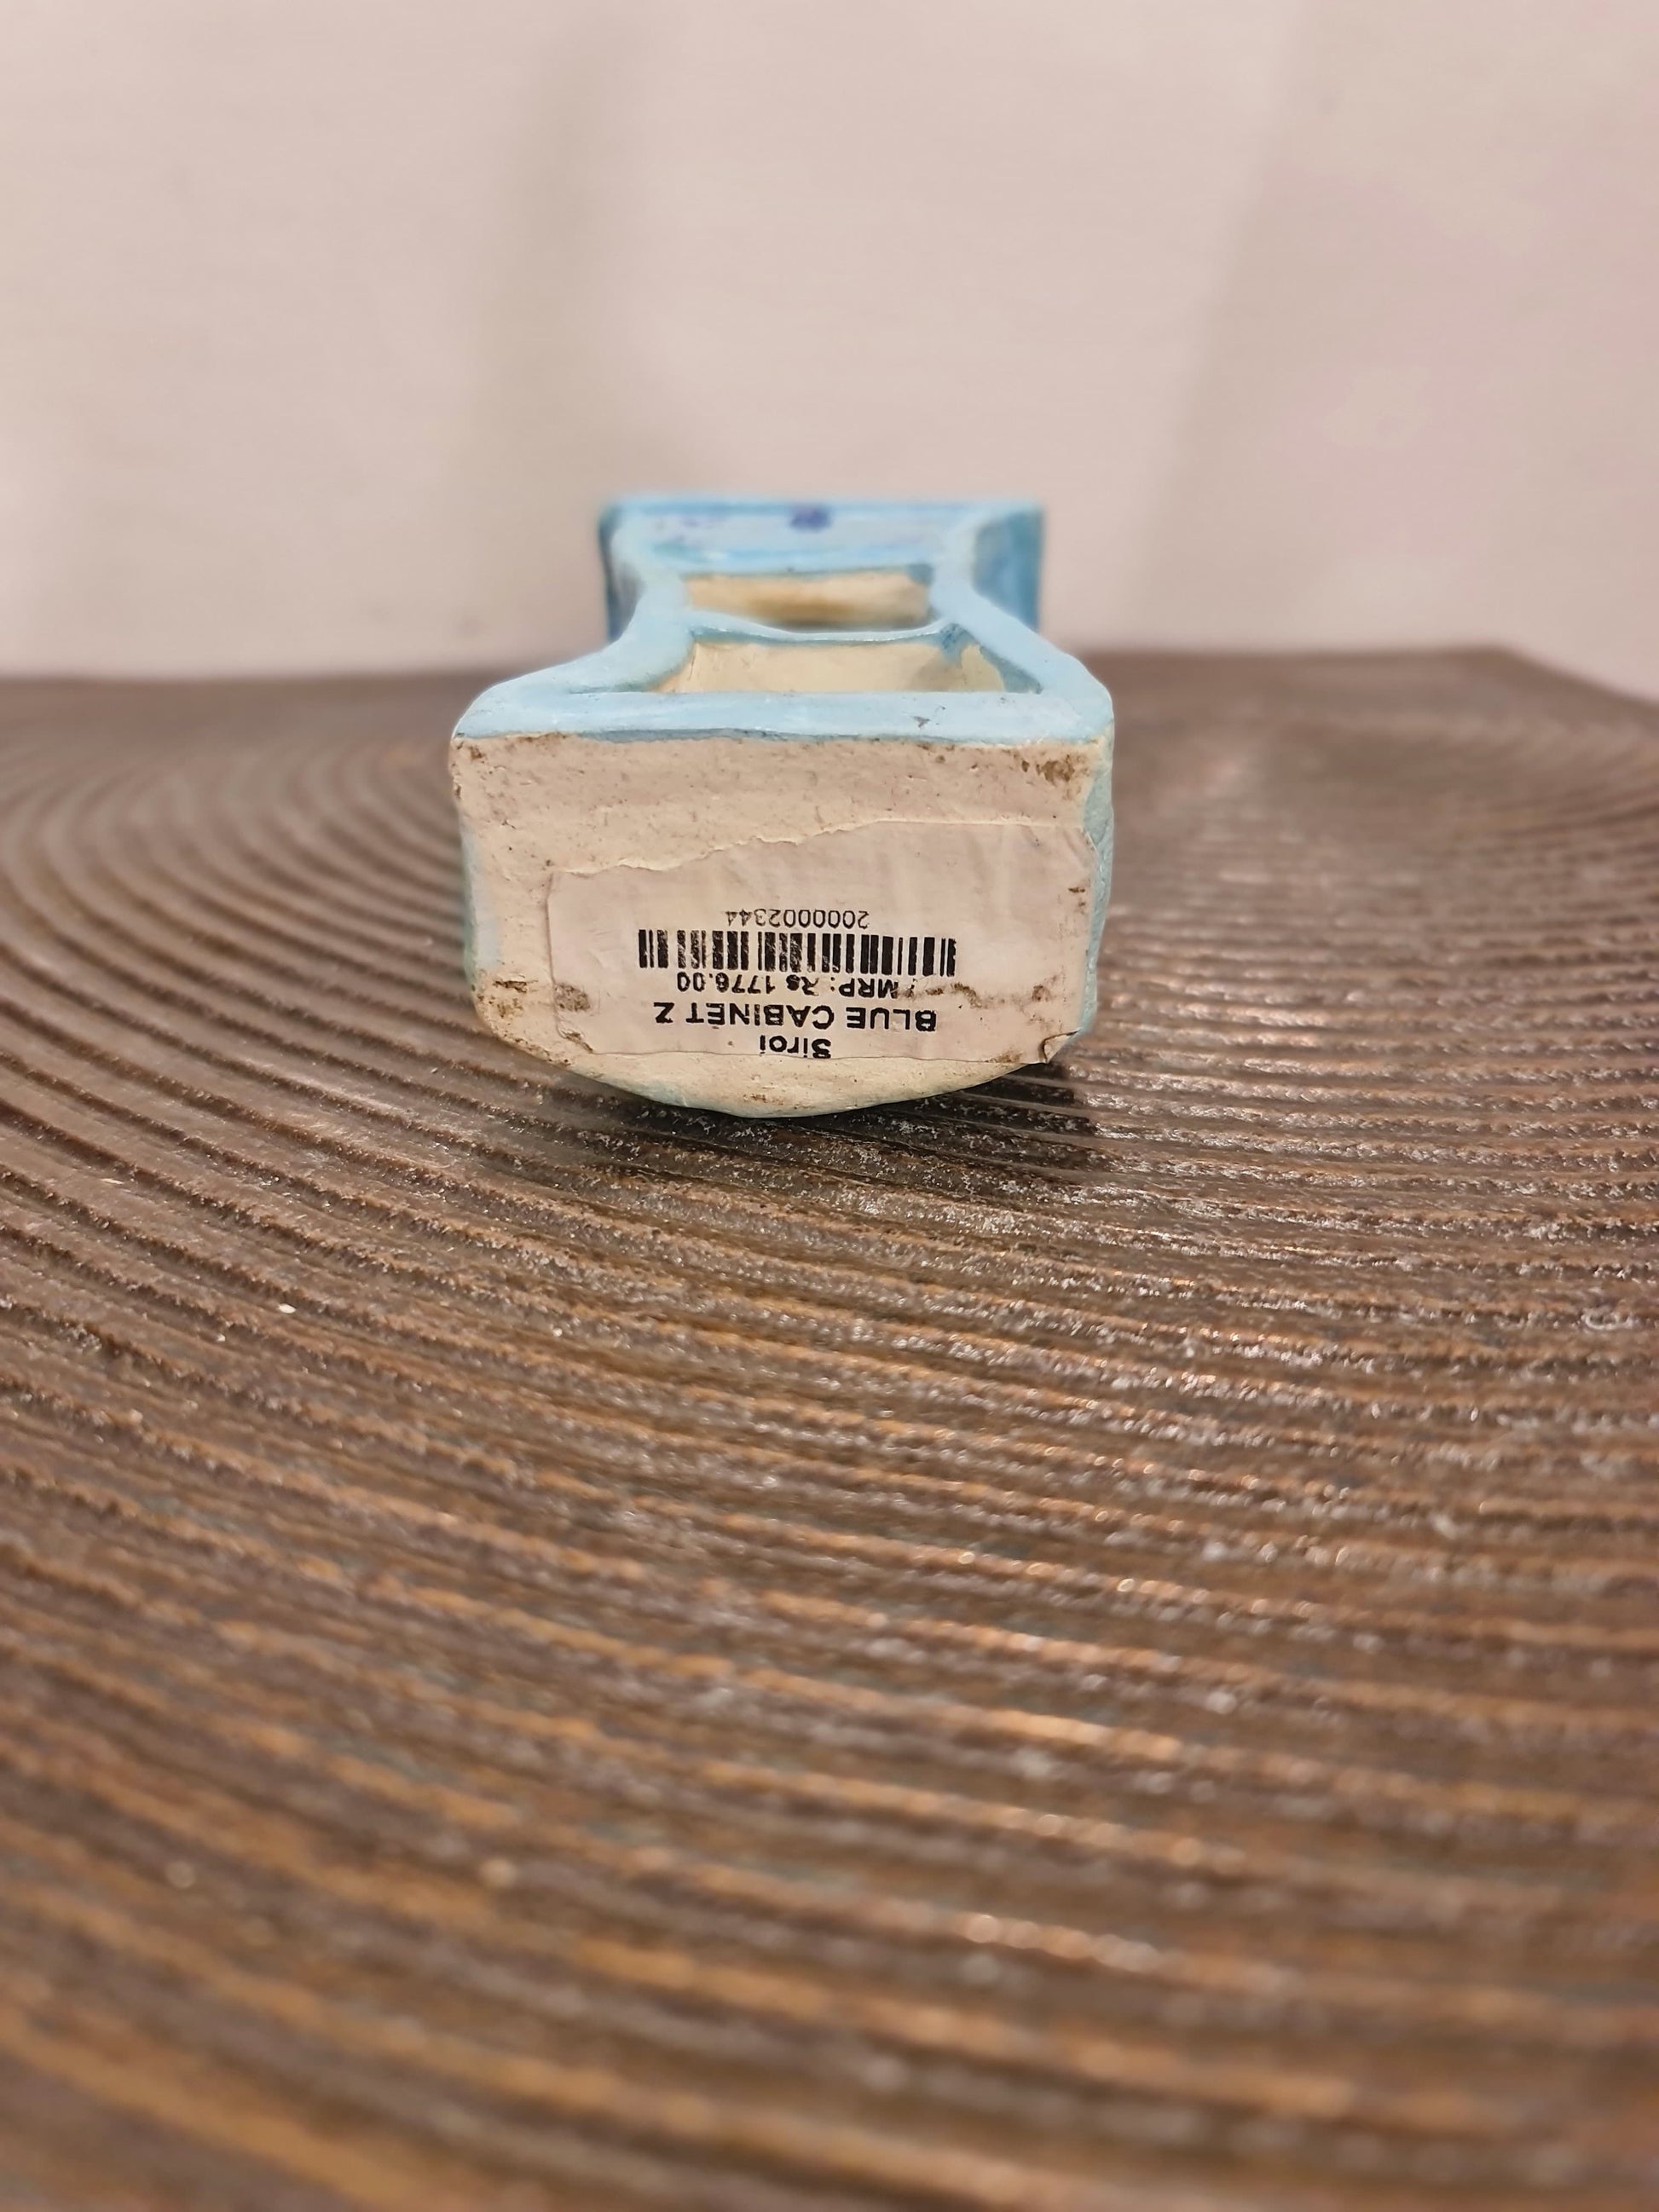 Siroi
BLUE CABINET Z
MRP: Rs 1776.00
2000002344